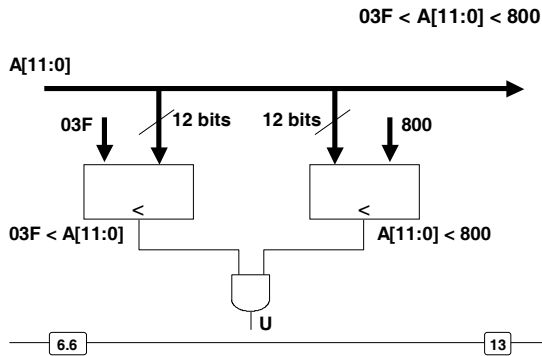 03F < A[11:0] < 800
A[11:0]
03F
12 bits
12 bits
800
<
<
03F < A[11:0]
A[11:0] < 800
U
6.6
13